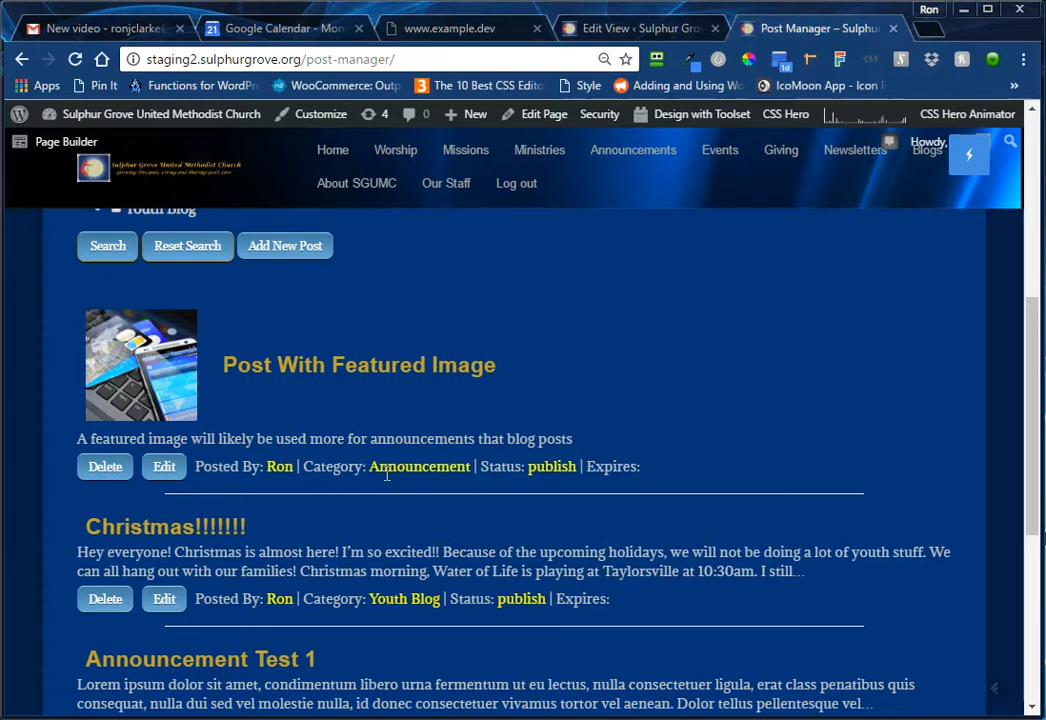 Ron
New video - ronjclarke
Google Calendar - Mon
www.example.dev
Edit View ‹ Sulphur Gro
Post Manager – Sulphu
staging2.sulphurgrove.org/post-manager/
Apps
Pin It
Functions for WordPr
WooCommerce: Outp
The 10 Best CSS Edito
Style
Adding and Using Wo
IcoMoon App - Icon F
»
Sulphur Grove United Methodist Church
Customize
4
0
New
Edit Page
Security
Design with Toolset
CSS Hero
CSS Hero Animator
Page Builder
Howdy,
Sulphur Grove United Methodist Church
Growing Disciples, Living and Sharing God's Love
Home
Worship
Missions
Ministries
Announcements
Events
Giving
Newsletters
Blogs
About SGUMC
Our Staff
Log out
Youth Blog
Search
Reset Search
Add New Post
Post With Featured Image
A featured image will likely be used more for announcements that blog posts
Delete
Edit
Posted By: Ron | Category: Announcement | Status: publish | Expires:
Christmas!!!!!!!
Hey everyone! Christmas is almost here! I'm so excited!! Because of the upcoming holidays, we will not be doing a lot of youth stuff. We
can all hang out with our families! Christmas morning, Water of Life is playing at Taylorsville at 10:30am. I still...
Delete
Edit
Posted By: Ron | Category: Youth Blog | Status: publish | Expires:
Announcement Test 1
Lorem ipsum dolor sit amet, condimentum libero urna fermentum ut eu lectus, nulla consectetuer ligula, erat class penatibus curabitur
consequat, nulla dui sed vel molestie nulla, id donec consectetuer vivamus tortor vel aenean. Dolor tellus pellentesque vel...